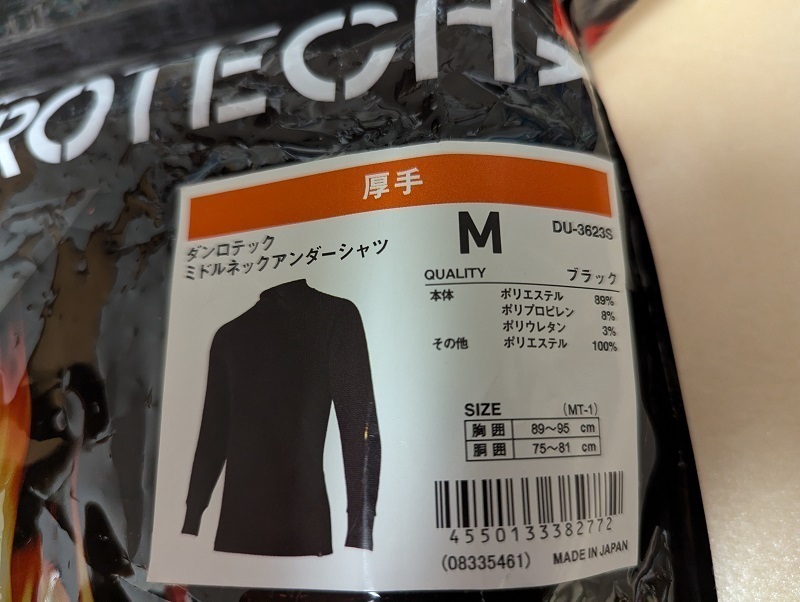 ROTECH
厚手
ダンロテック
ミドルネックアンダーシャツ
M
DU-3623S
QUALITY ブラック
本体 ポリエステル 89%
ポリプロピレン 8%
ポリウレタン 3%
その他 ポリエステル 100%
SIZE (MT-1)
胸囲 89～95 cm
胴囲 75～81 cm
4550133382772
(08335461) MADE IN JAPAN